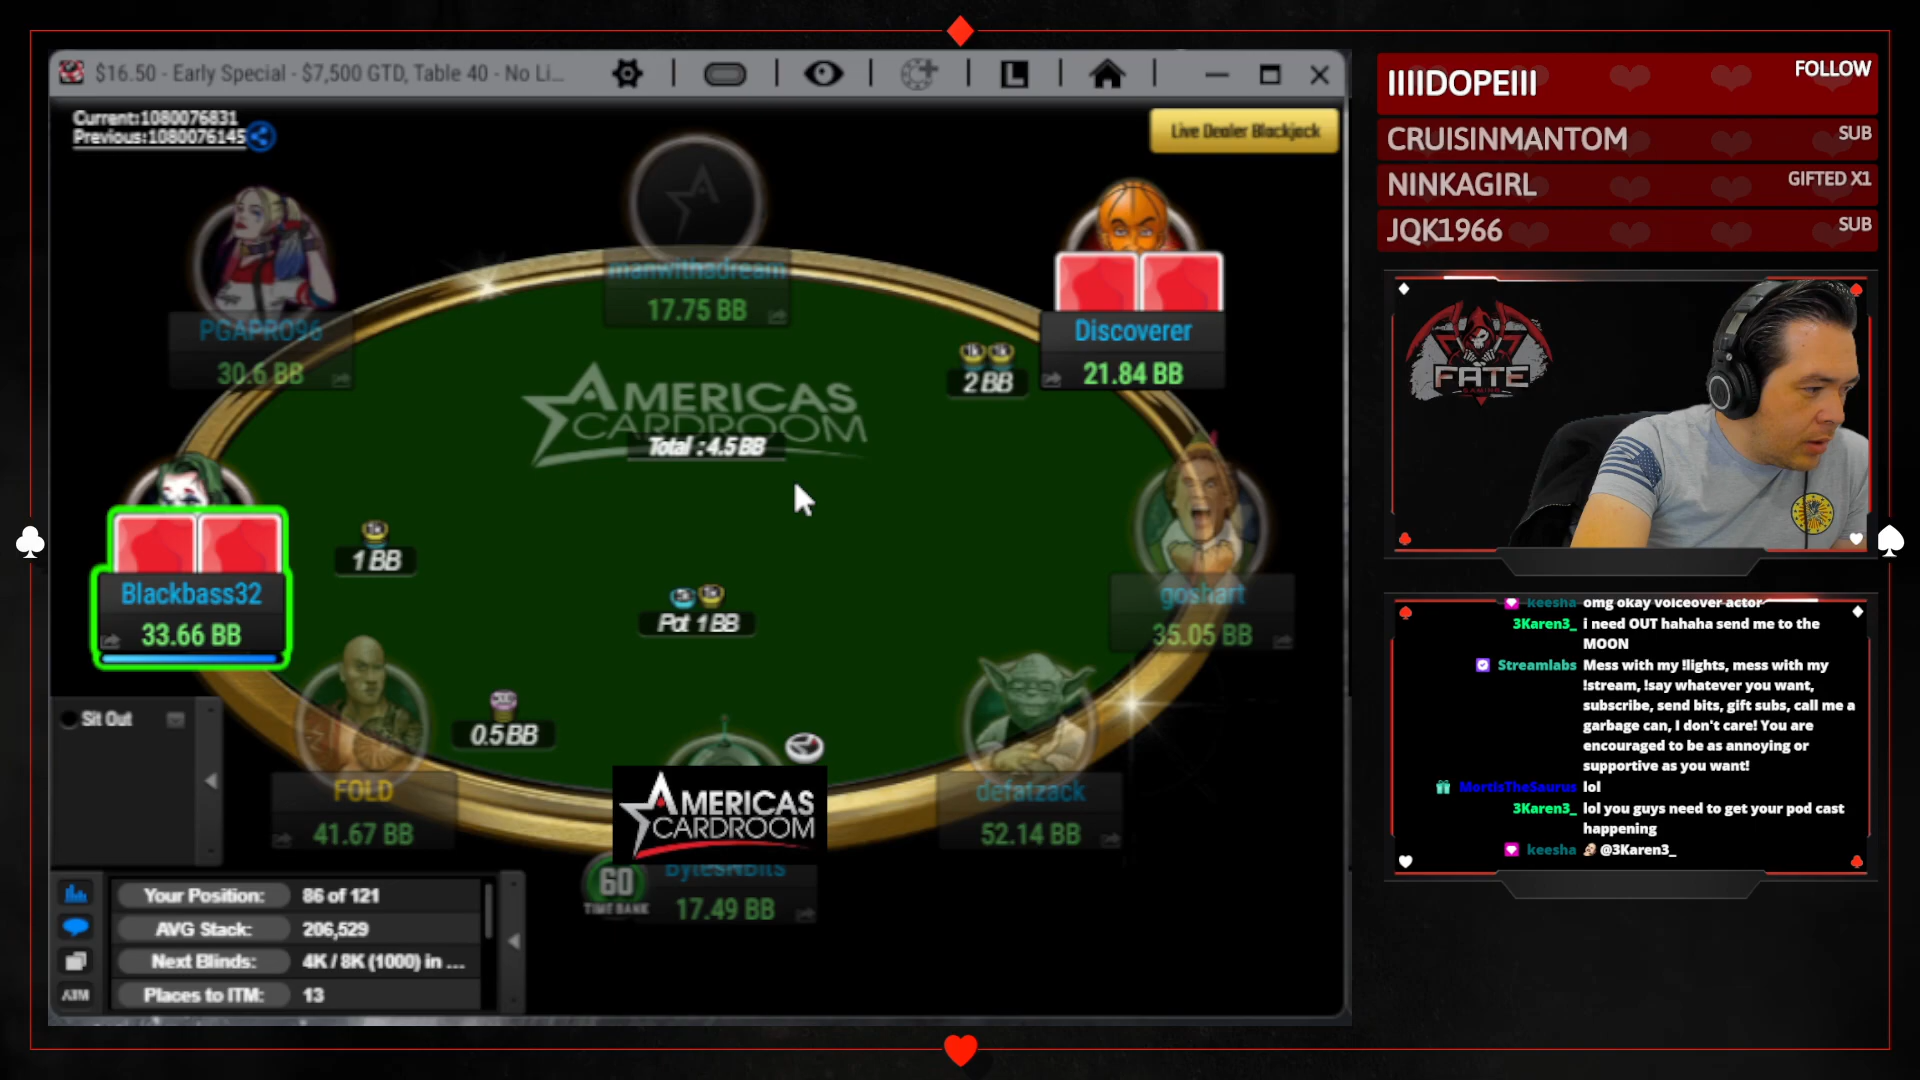 $16.50 - Early Special - $7,500 GTD, Table 40 - No Li...
Current:1080076831
Previous:1080076145
Live Dealer Blackjack
manwithadream
17.75 BB
PGAPRO96
30.6 BB
Discoverer
21.84 BB
2 BB
AMERICAS
CARDROOM
Total : 4.5 BB
Blackbass32
33.66 BB
1 BB
Pot 1 BB
goshart
35.05 BB
0.5 BB
Sit Out
FOLD
41.67 BB
AMERICAS
CARDROOM
defatzack
52.14 BB
60
TIME BANK
BytesNBits
17.49 BB
Your Position: 86 of 121
AVG Stack: 206,529
Next Blinds: 4K / 8K (1000) in ...
Places to ITM: 13
IIIIDOPEIII FOLLOW
CRUISINMANTOM SUB
NINKAGIRL GIFTED X1
JQK1966 SUB
FATE
GAMING
keesha omg okay voiceover actor
3Karen3_ i need OUT hahaha send me to the
MOON
Streamlabs Mess with my !lights, mess with my
!stream, !say whatever you want,
subscribe, send bits, gift subs, call me a
garbage can, I don't care! You are
encouraged to be as annoying or
supportive as you want!
MortisTheSaurus lol
3Karen3_ lol you guys need to get your pod cast
happening
keesha @3Karen3_